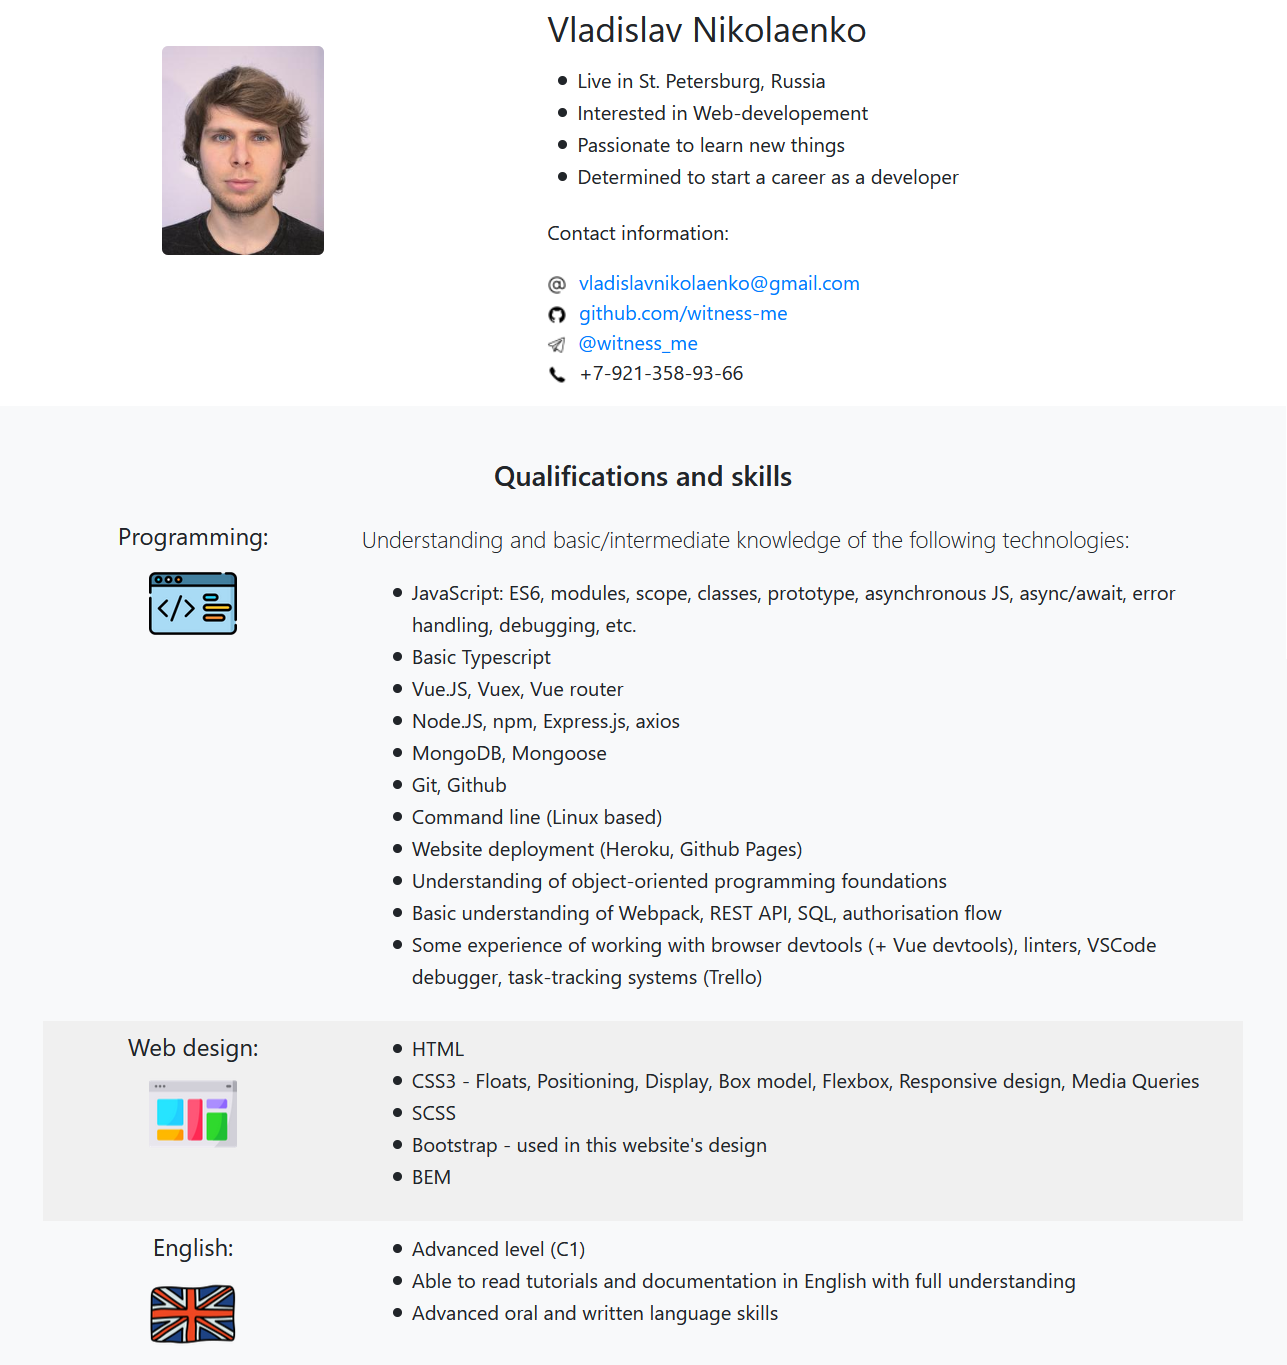 Vladislav Nikolaenko
Live in St. Petersburg, Russia
Interested in Web-developement
Passionate to learn new things
Determined to start a career as a developer
Contact information:
vladislavnikolaenko@gmail.com
github.com/witness-me
@witness_me
+7-921-358-93-66
Qualifications and skills
Programming:
Understanding and basic/intermediate knowledge of the following technologies:
JavaScript: ES6, modules, scope, classes, prototype, asynchronous JS, async/await, error
handling, debugging, etc.
Basic Typescript
Vue.JS, Vuex, Vue router
Node.JS, npm, Express.js, axios
MongoDB, Mongoose
Git, Github
Command line (Linux based)
Website deployment (Heroku, Github Pages)
Understanding of object-oriented programming foundations
Basic understanding of Webpack, REST API, SQL, authorisation flow
Some experience of working with browser devtools (+ Vue devtools), linters, VSCode
debugger, task-tracking systems (Trello)
Web design:
HTML
CSS3 - Floats, Positioning, Display, Box model, Flexbox, Responsive design, Media Queries
SCSS
Bootstrap - used in this website's design
BEM
English:
Advanced level (C1)
Able to read tutorials and documentation in English with full understanding
Advanced oral and written language skills